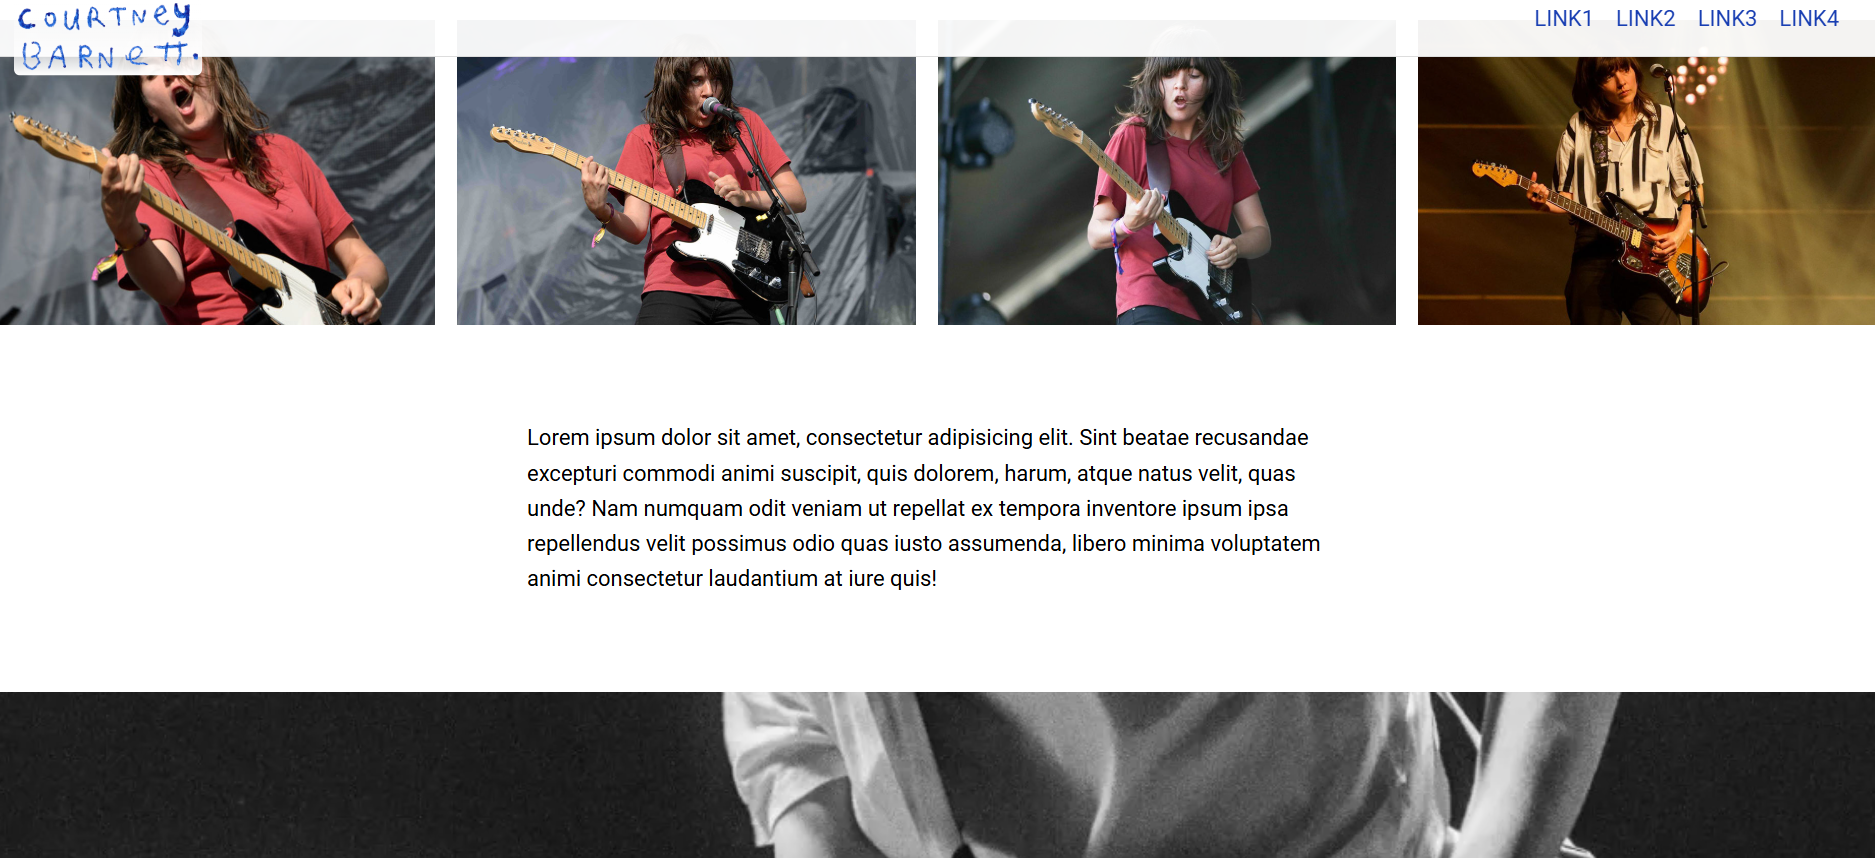 COURTNEY
BARNETT.
LINK1 LINK2 LINK3 LINK4
Lorem ipsum dolor sit amet, consectetur adipisicing elit. Sint beatae recusandae
excepturi commodi animi suscipit, quis dolorem, harum, atque natus velit, quas
unde? Nam numquam odit veniam ut repellat ex tempora inventore ipsum ipsa
repellendus velit possimus odio quas iusto assumenda, libero minima voluptatem
animi consectetur laudantium at iure quis!